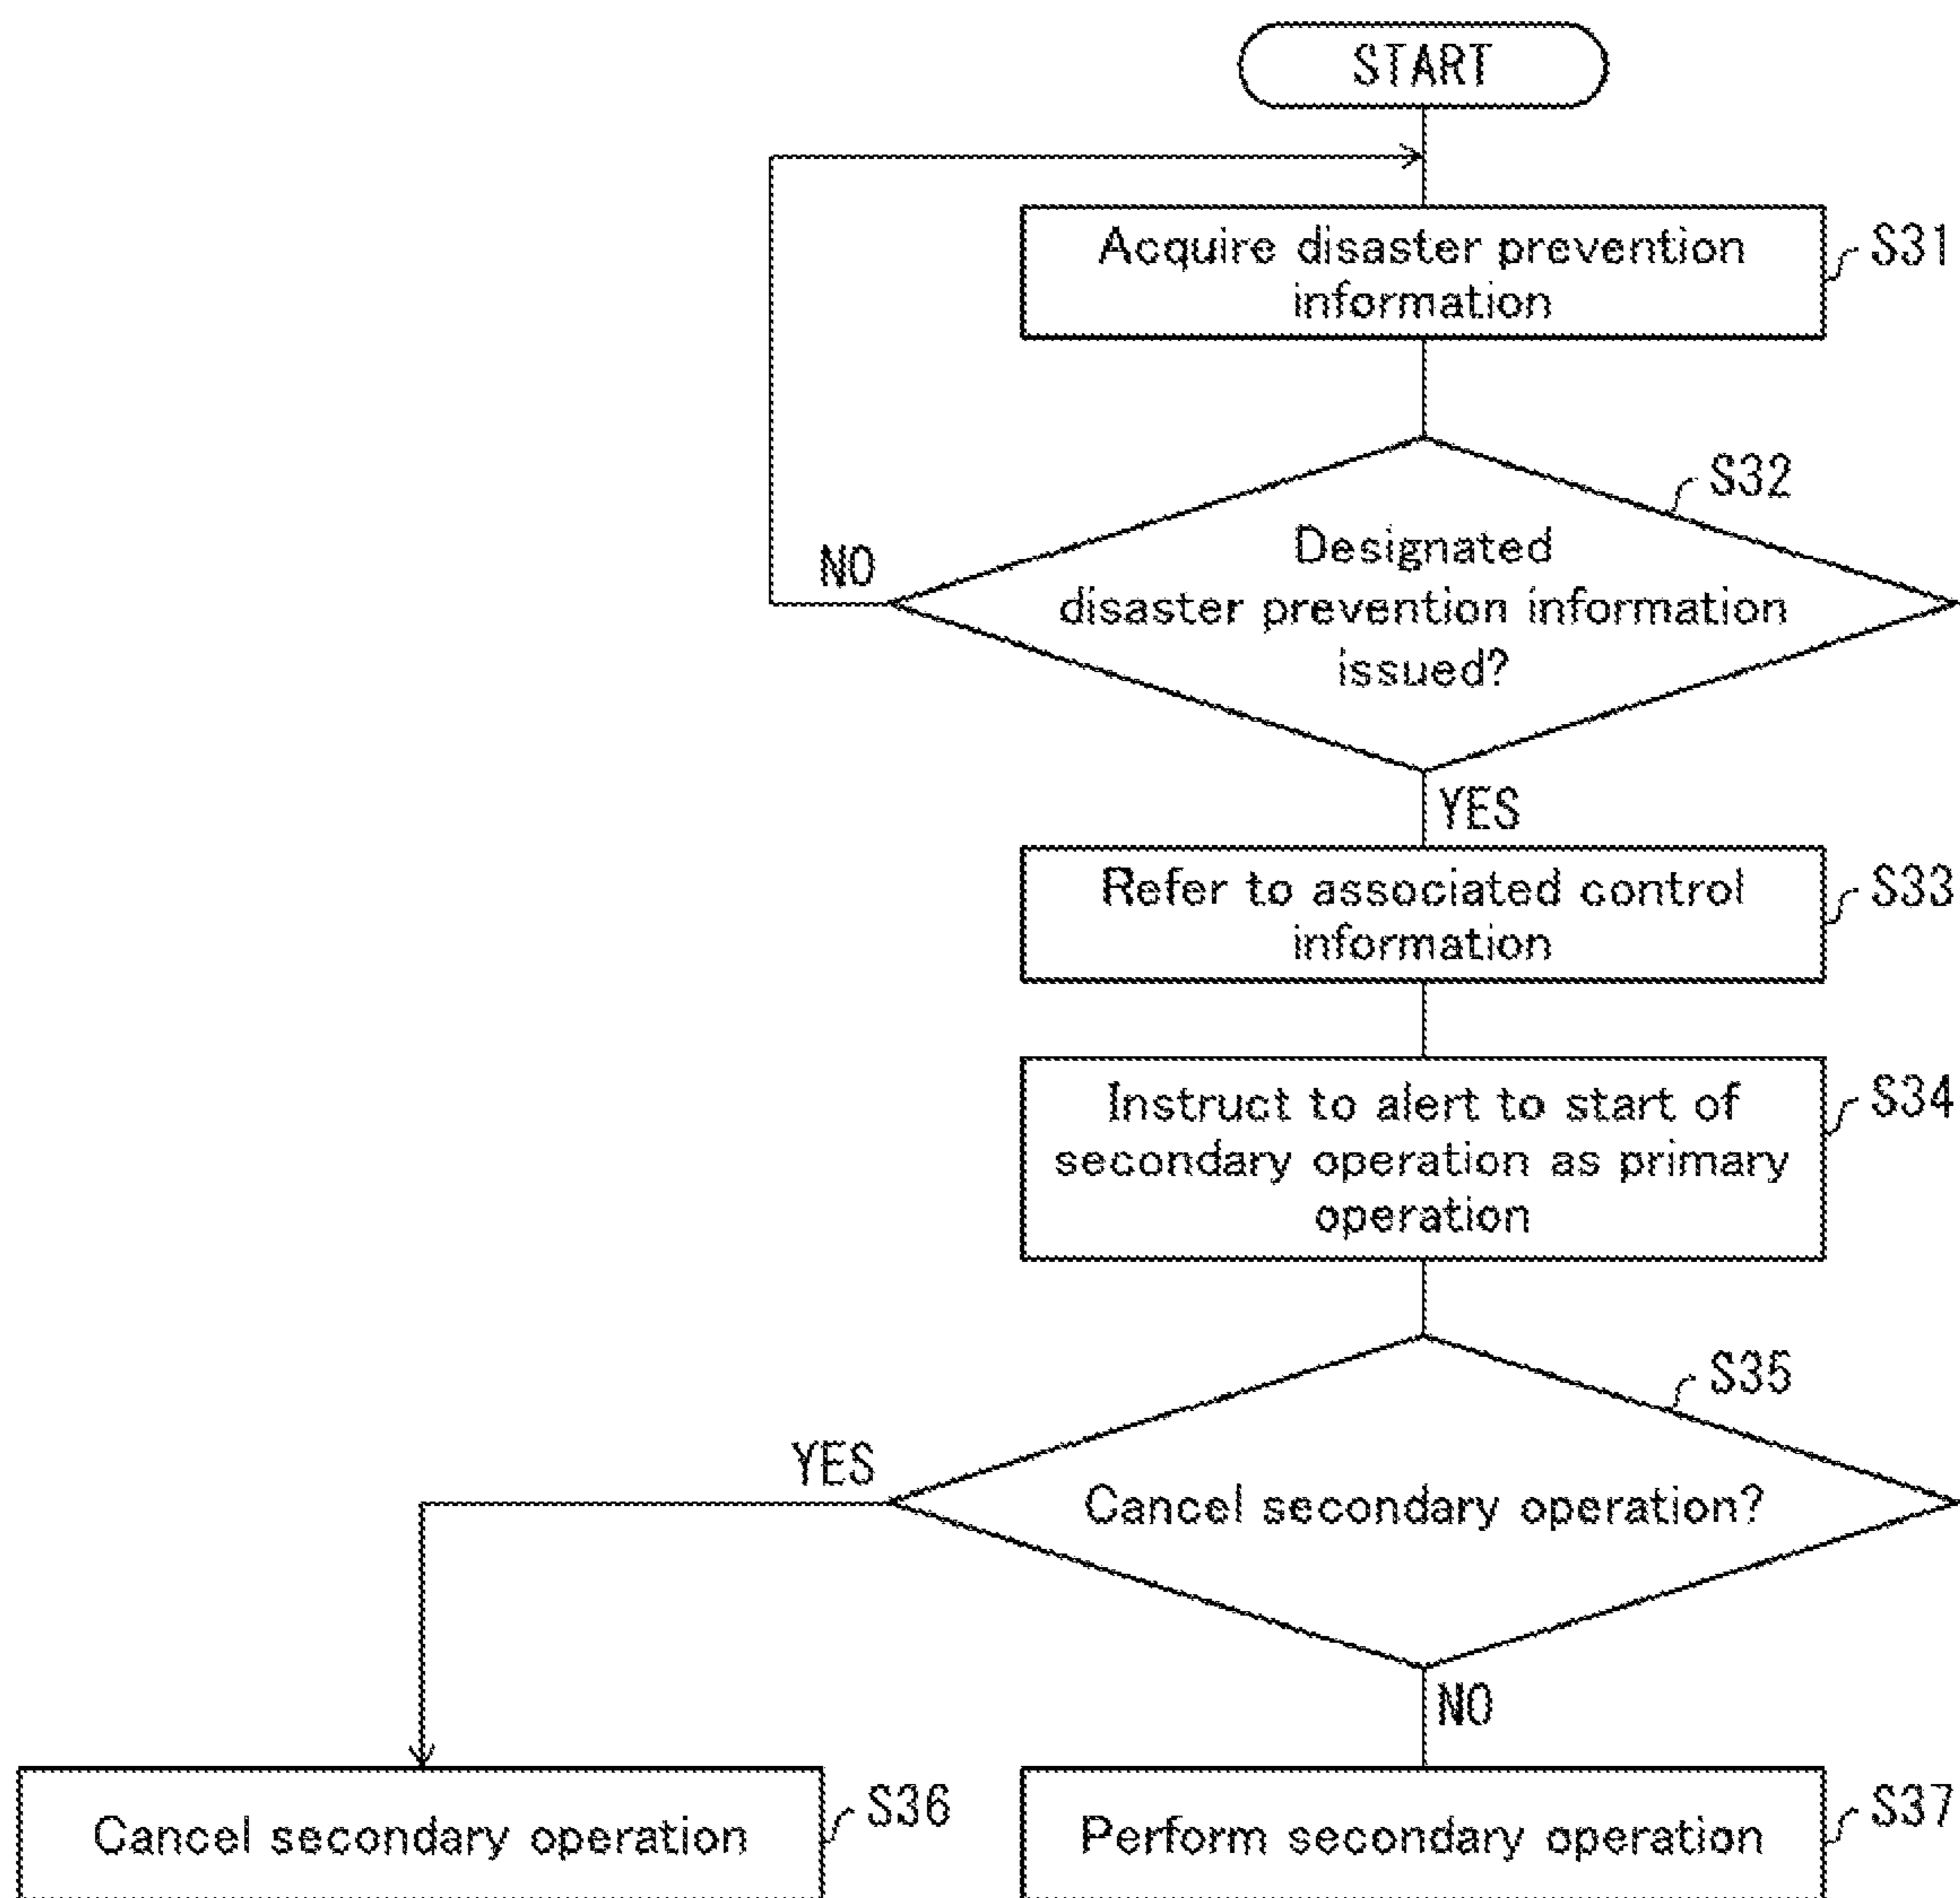 START
Acquire disaster prevention
information
S31
S32
Designated
disaster prevention information
issued?
NO
YES
Refer to associated control
information
S33
Instruct to alert to start of
secondary operation as primary
operation
S34
S35
Cancel secondary operation?
YES
NO
Cancel secondary operation
S36
Perform secondary operation
S37